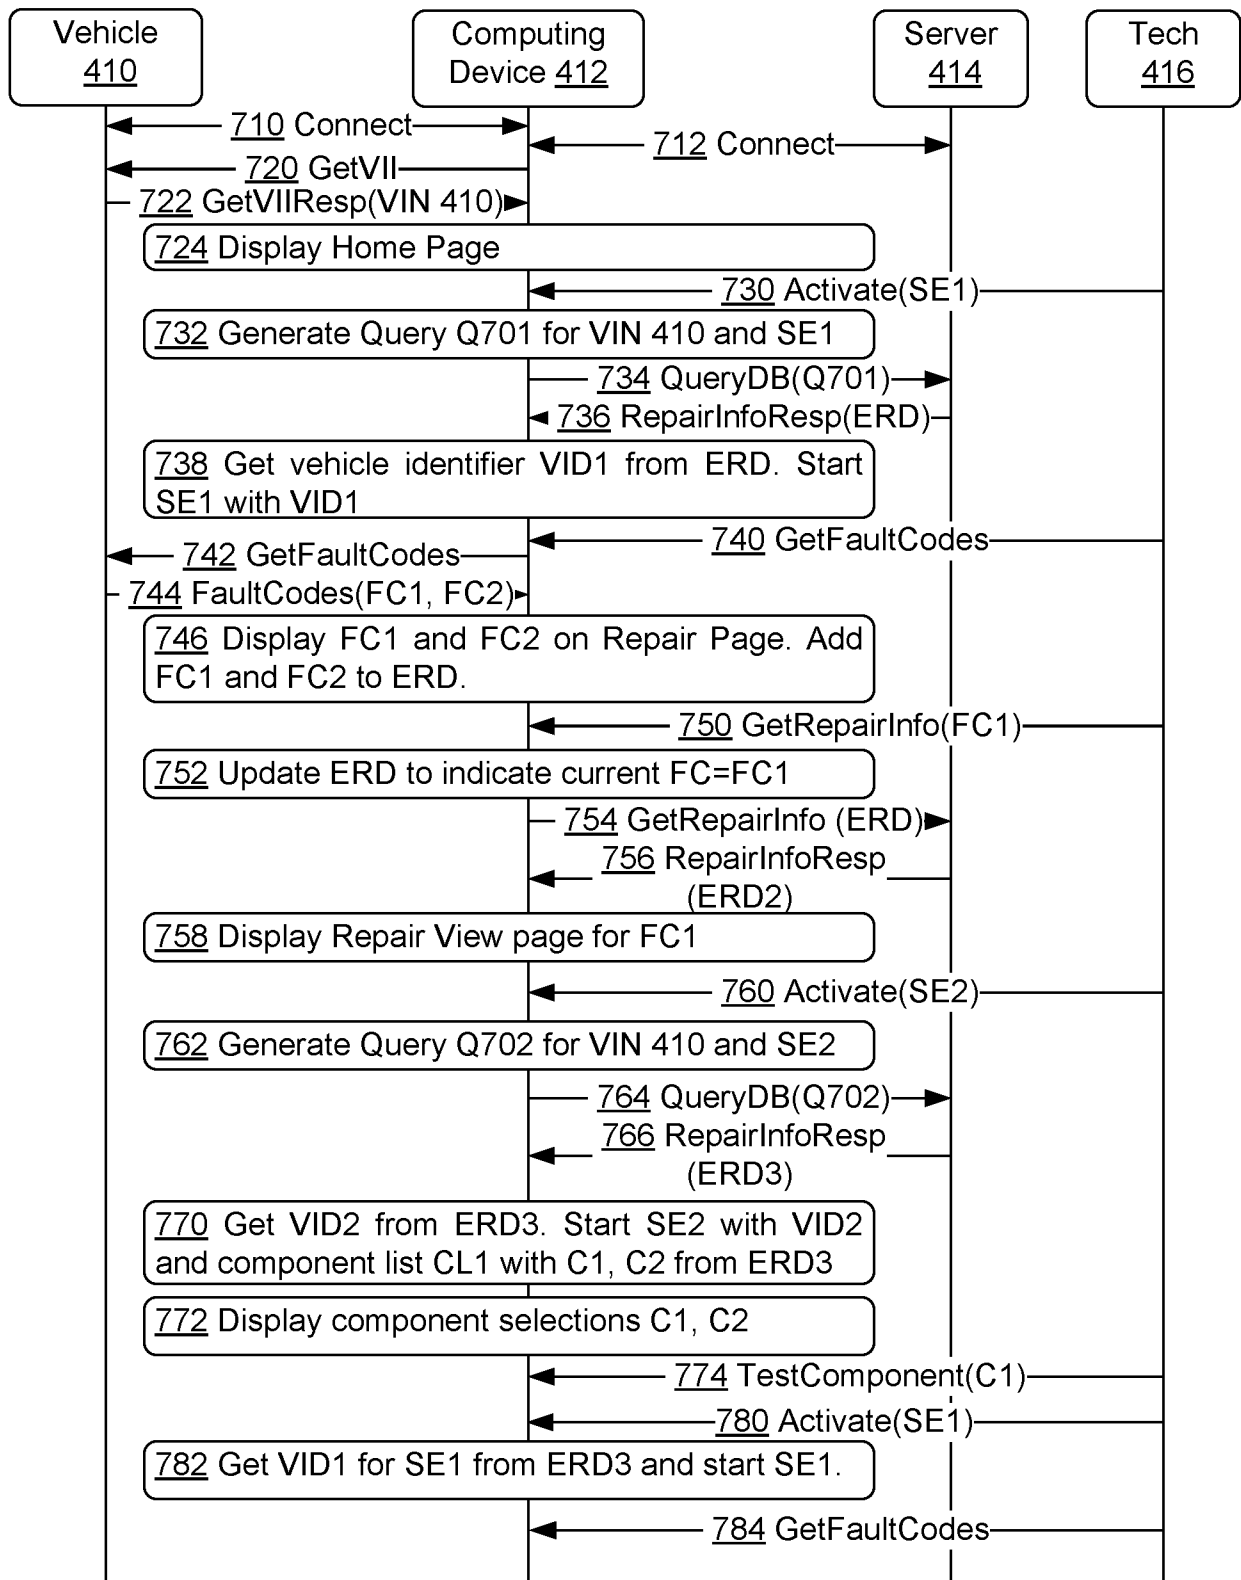 Vehicle
410
Computing
Device 412
Server
414
Tech
416
710 Connect
712 Connect
720 GetVII
722 GetVIIResp(VIN 410)
724 Display Home Page
730 Activate(SE1)
732 Generate Query Q701 for VIN 410 and SE1
734 QueryDB(Q701)
736 RepairInfoResp(ERD)
738 Get vehicle identifier VID1 from ERD. Start
SE1 with VID1
740 GetFaultCodes
742 GetFaultCodes
744 FaultCodes(FC1, FC2)
746 Display FC1 and FC2 on Repair Page. Add
FC1 and FC2 to ERD.
750 GetRepairInfo(FC1)
752 Update ERD to indicate current FC=FC1
754 GetRepairInfo (ERD)
756 RepairInfoResp
(ERD2)
758 Display Repair View page for FC1
760 Activate(SE2)
762 Generate Query Q702 for VIN 410 and SE2
764 QueryDB(Q702)
766 RepairInfoResp
(ERD3)
770 Get VID2 from ERD3. Start SE2 with VID2
and component list CL1 with C1, C2 from ERD3
772 Display component selections C1, C2
774 TestComponent(C1)
780 Activate(SE1)
782 Get VID1 for SE1 from ERD3 and start SE1.
784 GetFaultCodes